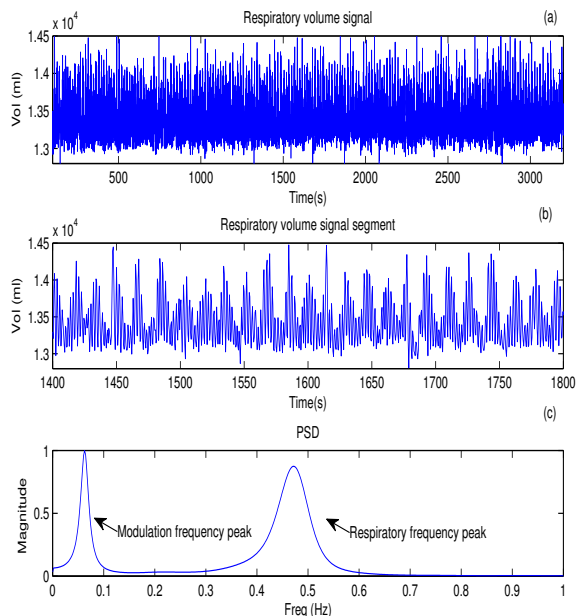 Respiratory volume signal
(a)
x 10^4
1.45
1.4
1.35
1.3
Vol (ml)
500 1000 1500 2000 2500 3000
Time(s)
(b)
Respiratory volume signal segment
x 10^4
1.45
1.4
1.35
1.3
Vol (ml)
1400 1450 1500 1550 1600 1650 1700 1750 1800
Time(s)
(c)
PSD
1
0.5
0
Magnitude
Modulation frequency peak
Respiratory frequency peak
0 0.1 0.2 0.3 0.4 0.5 0.6 0.7 0.8 0.9 1
Freq (Hz)